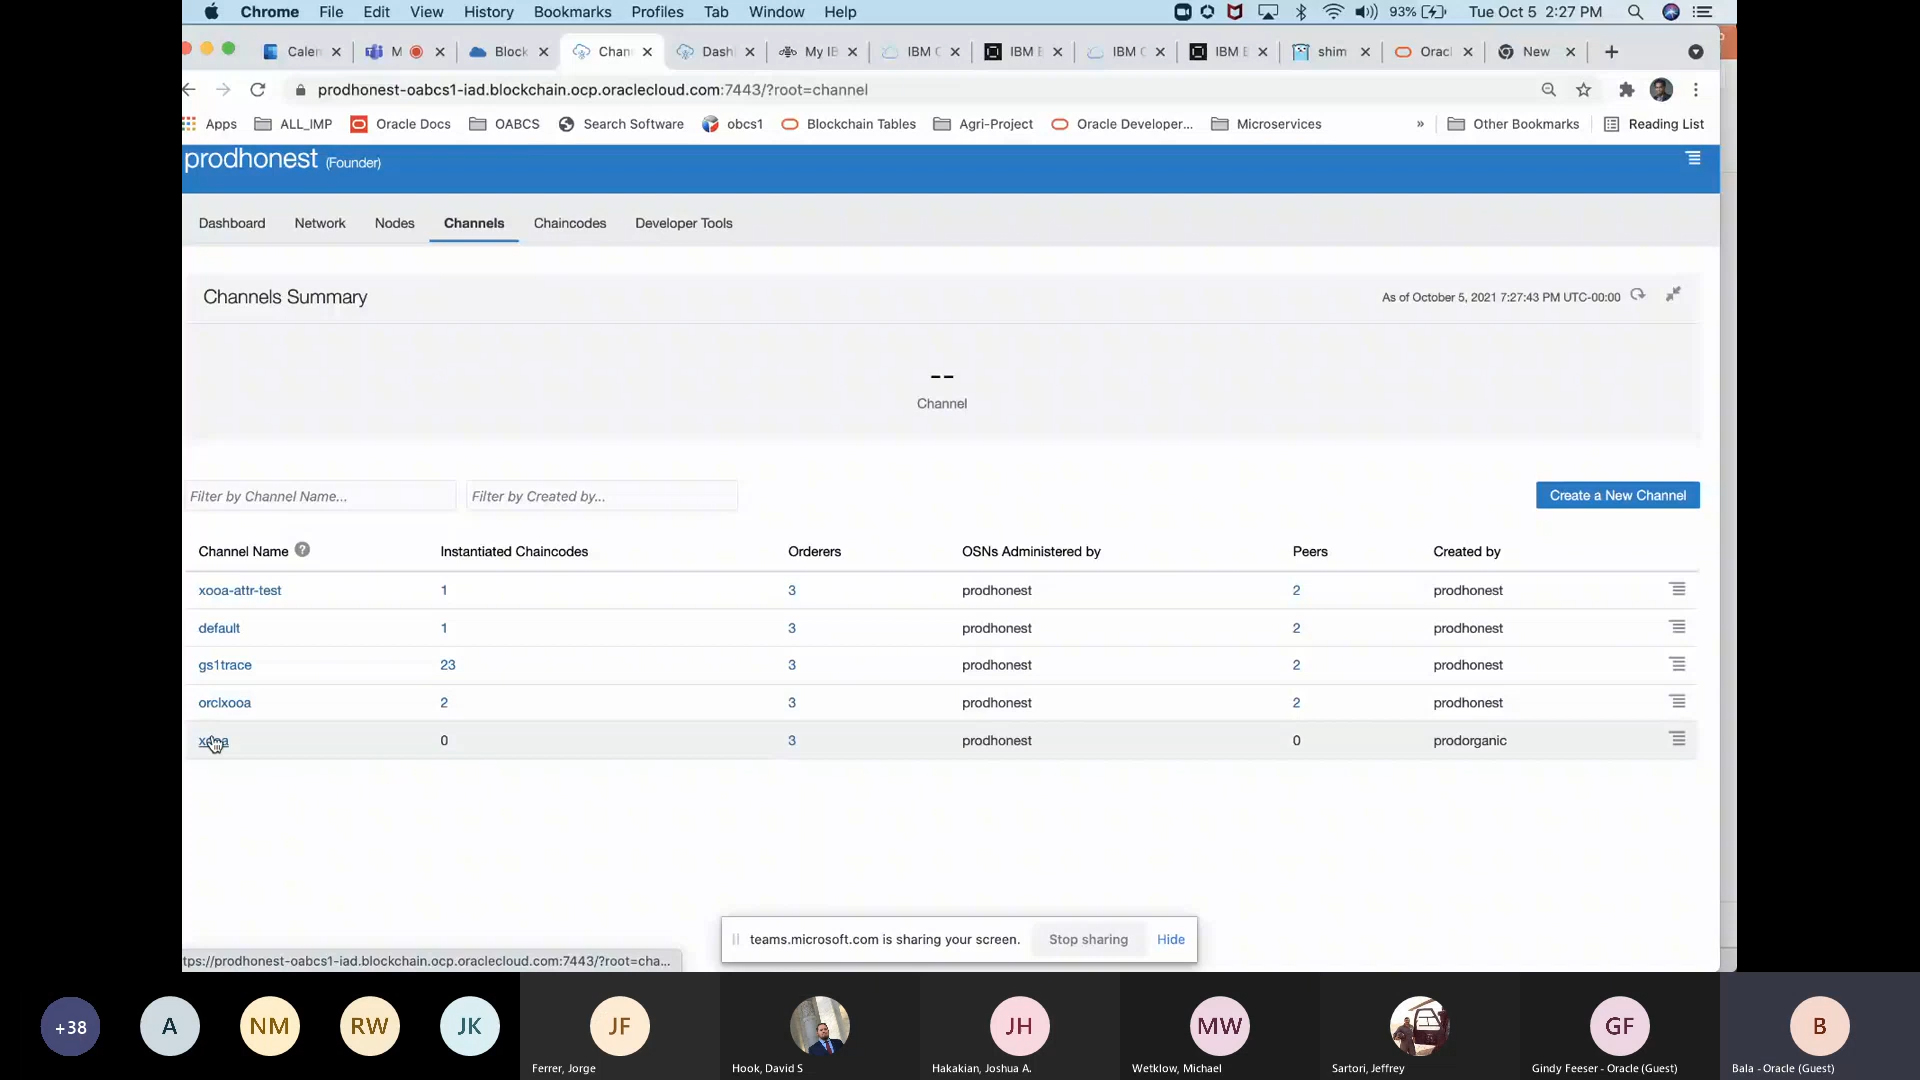 Chrome File Edit View History Bookmarks Profiles Tab Window Help 93% Tue Oct 5 2:27 PM
Calen M Block Chan Dash My IB IBM C IBM E IBM C IBM E shim Oracl New
prodhonest-oabcs1-iad.blockchain.ocp.oraclecloud.com:7443/?root=channel
Apps ALL_IMP Oracle Docs OABCS Search Software obcs1 Blockchain Tables Agri-Project Oracle Developer... Microservices » Other Bookmarks Reading List
prodhonest (Founder)
Dashboard Network Nodes Channels Chaincodes Developer Tools
Channels Summary As of October 5, 2021 7:27:43 PM UTC-00:00
--
Channel
Filter by Channel Name... Filter by Created by... Create a New Channel
Channel Name ? Instantiated Chaincodes Orderers OSNs Administered by Peers Created by
xooa-attr-test 1 3 prodhonest 2 prodhonest
default 1 3 prodhonest 2 prodhonest
gs1trace 23 3 prodhonest 2 prodhonest
orclxooa 2 3 prodhonest 2 prodhonest
0 3 prodhonest 0 prodorganic
teams.microsoft.com is sharing your screen. Stop sharing Hide
tps://prodhonest-oabcs1-iad.blockchain.ocp.oraclecloud.com:7443/?root=cha...
+38 A NM RW JK JF JH MW GF B
Ferrer, Jorge Hook, David S Hakakian, Joshua A. Wetklow, Michael Sartori, Jeffrey Gindy Feeser - Oracle (Guest) Bala - Oracle (Guest)